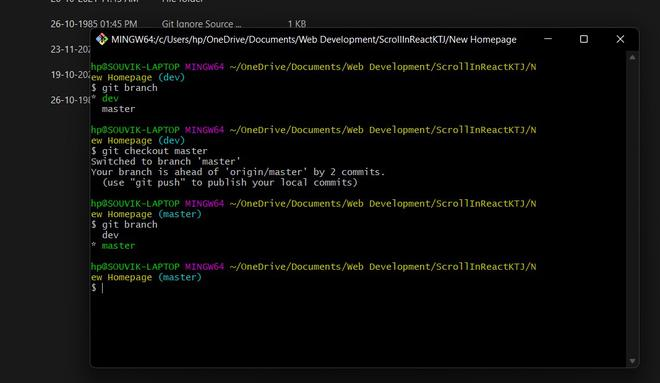 26-10-2021 11:43 AM File folder
26-10-1985 01:45 PM Git Ignore Source ... 1 KB
23-11-202
19-10-202
26-10-198
MINGW64:/c/Users/hp/OneDrive/Documents/Web Development/ScrollInReactKTJ/New Homepage
hp@SOUVIK-LAPTOP MINGW64 ~/OneDrive/Documents/Web Development/ScrollInReactKTJ/N
ew Homepage (dev)
$ git branch
* dev
master
hp@SOUVIK-LAPTOP MINGW64 ~/OneDrive/Documents/Web Development/ScrollInReactKTJ/N
ew Homepage (dev)
$ git checkout master
Switched to branch 'master'
Your branch is ahead of 'origin/master' by 2 commits.
(use "git push" to publish your local commits)
hp@SOUVIK-LAPTOP MINGW64 ~/OneDrive/Documents/Web Development/ScrollInReactKTJ/N
ew Homepage (master)
$ git branch
dev
* master
hp@SOUVIK-LAPTOP MINGW64 ~/OneDrive/Documents/Web Development/ScrollInReactKTJ/N
ew Homepage (master)
$